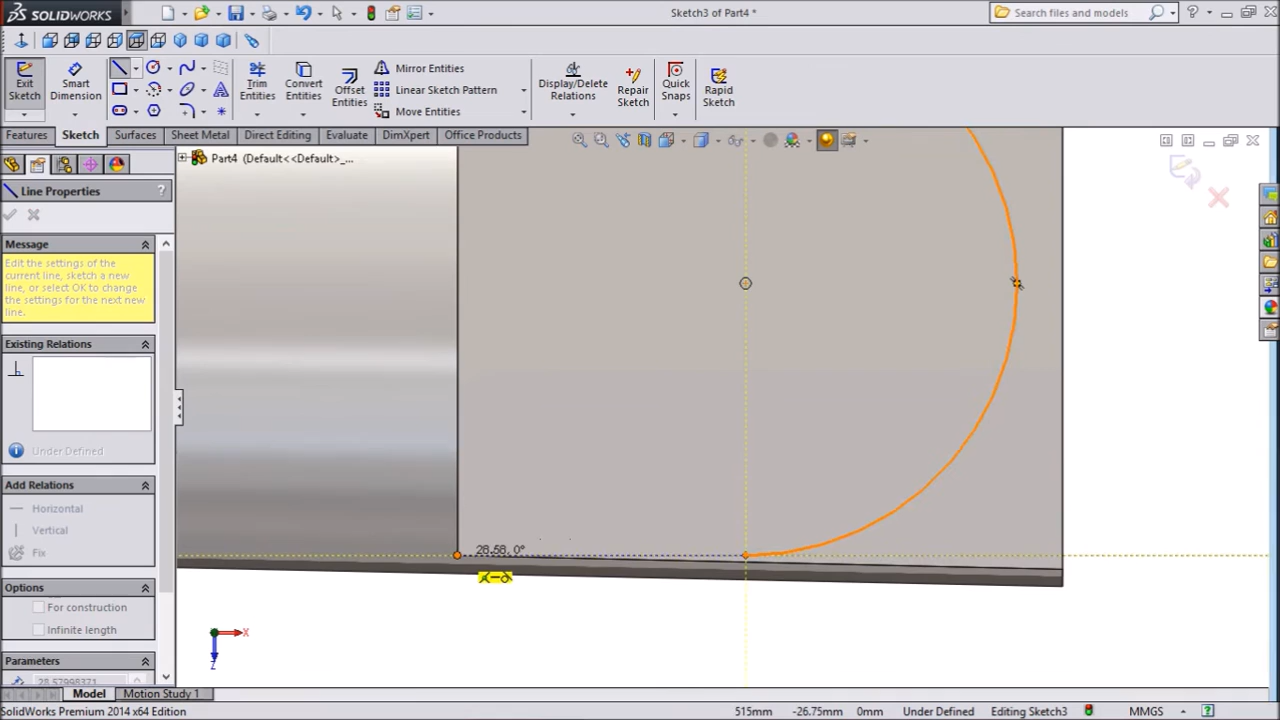 SOLIDWORKS
Sketch3 of Part4 *
Search files and models
Exit Sketch
Smart Dimension
Trim Entities
Convert Entities
Offset Entities
Mirror Entities
Linear Sketch Pattern
Move Entities
Display/Delete Relations
Repair Sketch
Quick Snaps
Rapid Sketch
Features
Sketch
Surfaces
Sheet Metal
Direct Editing
Evaluate
DimXpert
Office Products
Part4 (Default<<Default>_...
Line Properties
?
Message
Edit the settings of the
current line, sketch a new
line, or select OK to change
the settings for the next new
line.
Existing Relations
Under Defined
Add Relations
Horizontal
Vertical
Fix
Options
For construction
Infinite length
Parameters
28.57998371
28.58, 0°
X
Z
Model
Motion Study 1
SolidWorks Premium 2014 x64 Edition
515mm
-26.75mm
0mm
Under Defined
Editing Sketch3
MMGS
?